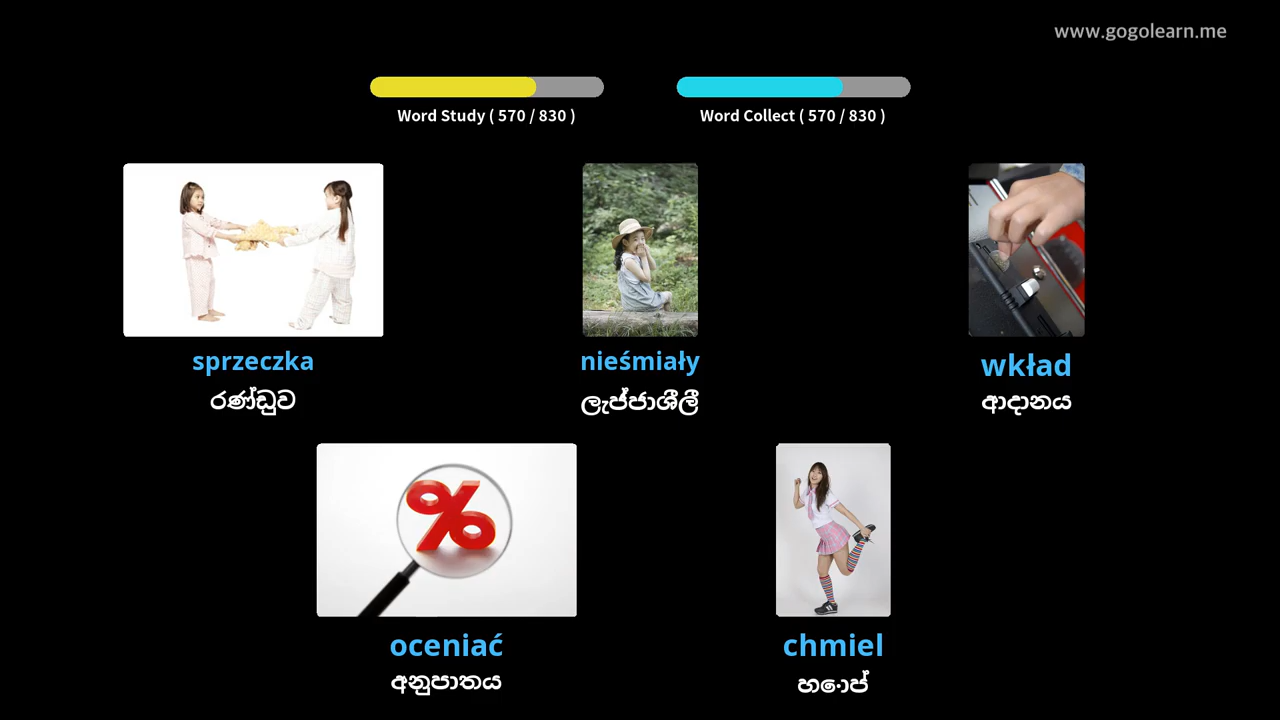 www.gogolearn.me
Word Study ( 570 / 830 )
Word Collect ( 570 / 830 )
sprzeczka
රණ්ඩුව
nieśmiały
ලැජ්ජාශීලී
wkład
ආදානය
oceniać
අනුපාතය
chmiel
හොප්